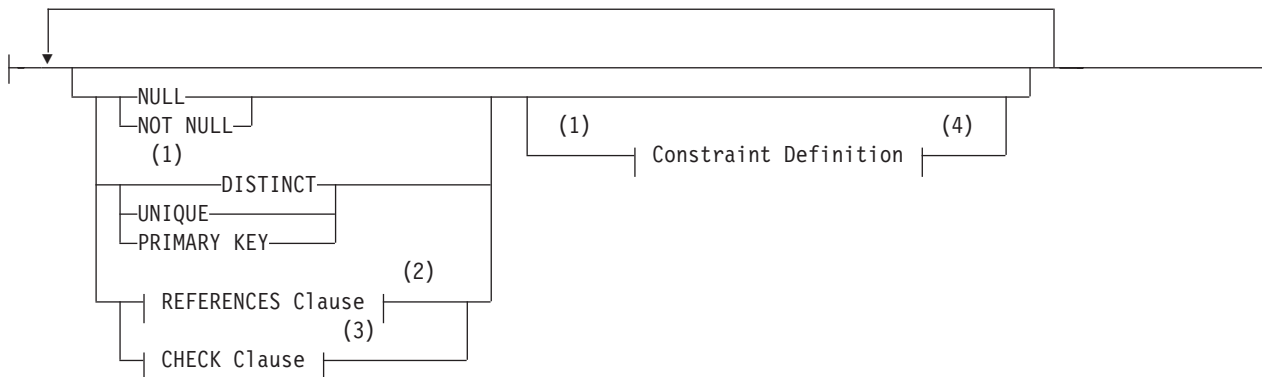 NULL
NOT NULL
(1) (4)
Constraint Definition
(1)
DISTINCT
UNIQUE
PRIMARY KEY
(2)
REFERENCES Clause
(3)
CHECK Clause